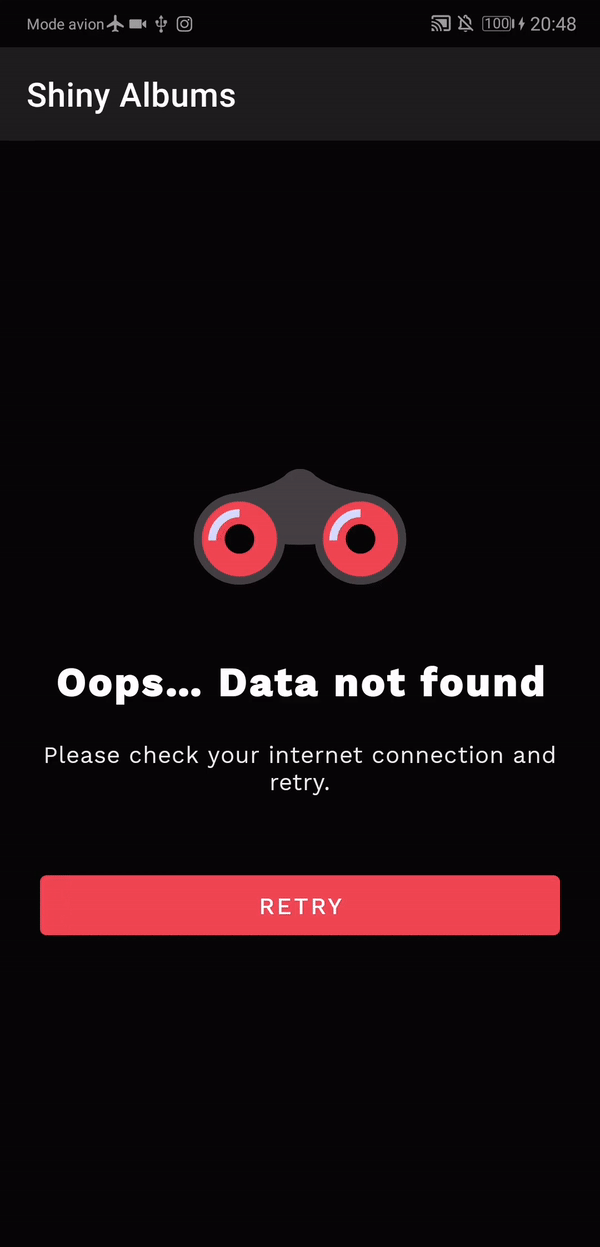 Mode avion 100 20:48
Shiny Albums
Oops... Data not found
Please check your internet connection and
retry.
RETRY